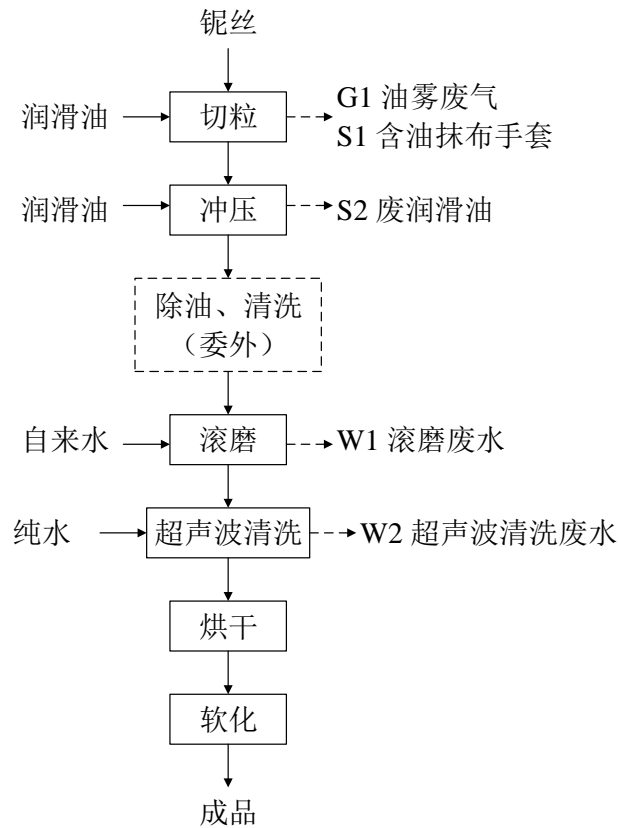 铌丝
润滑油
切粒
G1 油雾废气
S1 含油抹布手套
润滑油
冲压
S2 废润滑油
除油、清洗
（委外）
自来水
滚磨
W1 滚磨废水
纯水
超声波清洗
W2 超声波清洗废水
烘干
软化
成品